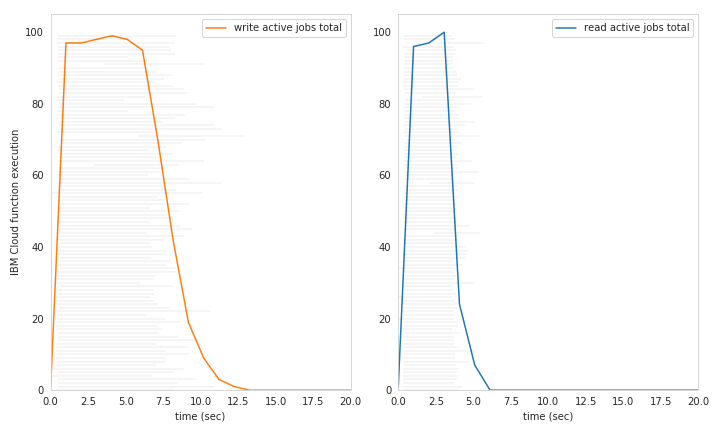 write active jobs total
read active jobs total
IBM Cloud function execution
100
80
60
40
20
0
0.0 2.5 5.0 7.5 10.0 12.5 15.0 17.5 20.0
time (sec)
100
80
60
40
20
0
0.0 2.5 5.0 7.5 10.0 12.5 15.0 17.5 20.0
time (sec)